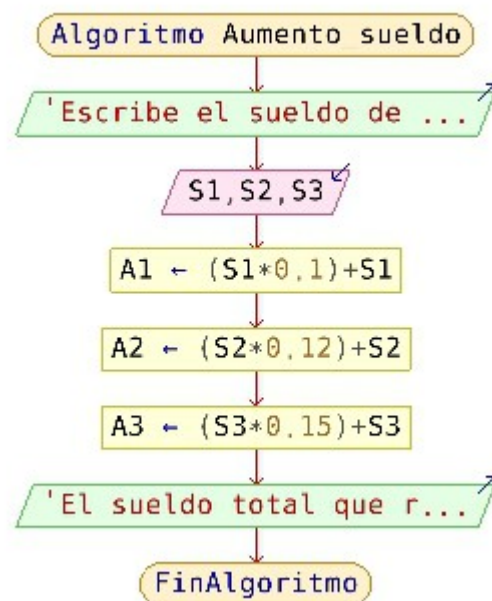 Algoritmo Aumento sueldo
'Escribe el sueldo de ...
S1,S2,S3
A1 ← (S1*0,1)+S1
A2 ← (S2*0,12)+S2
A3 ← (S3*0,15)+S3
'El sueldo total que r...
FinAlgoritmo